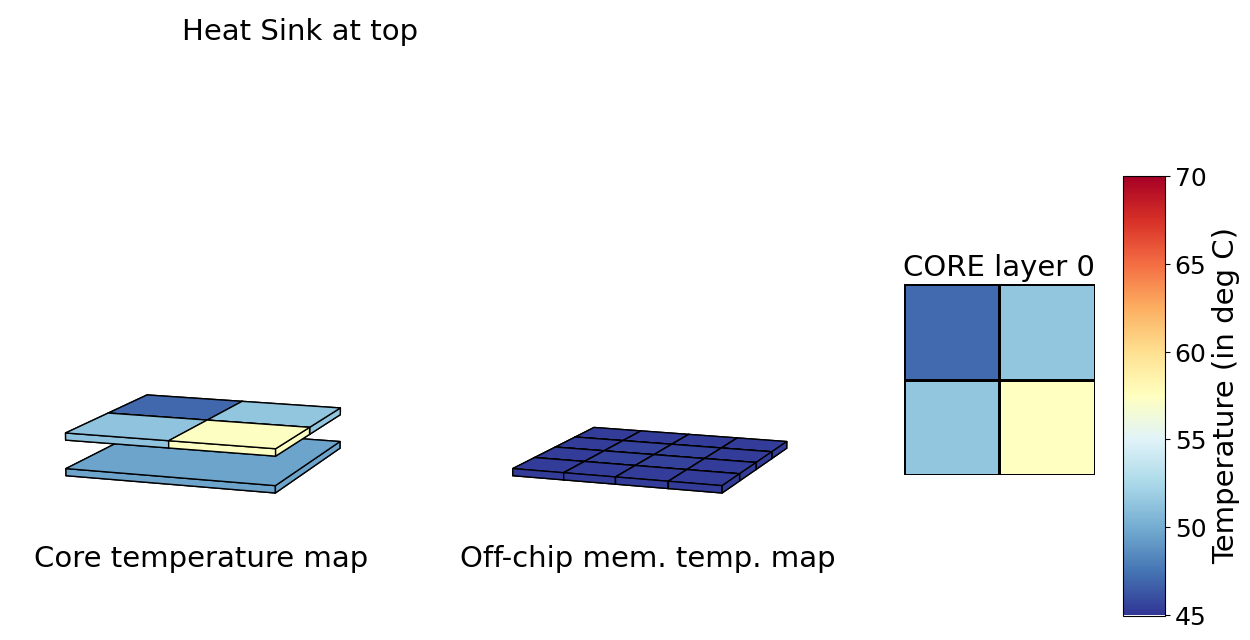 Heat Sink at top
CORE layer 0
70
65
60
55
50
45
Temperature (in deg C)
Core temperature map
Off-chip mem. temp. map